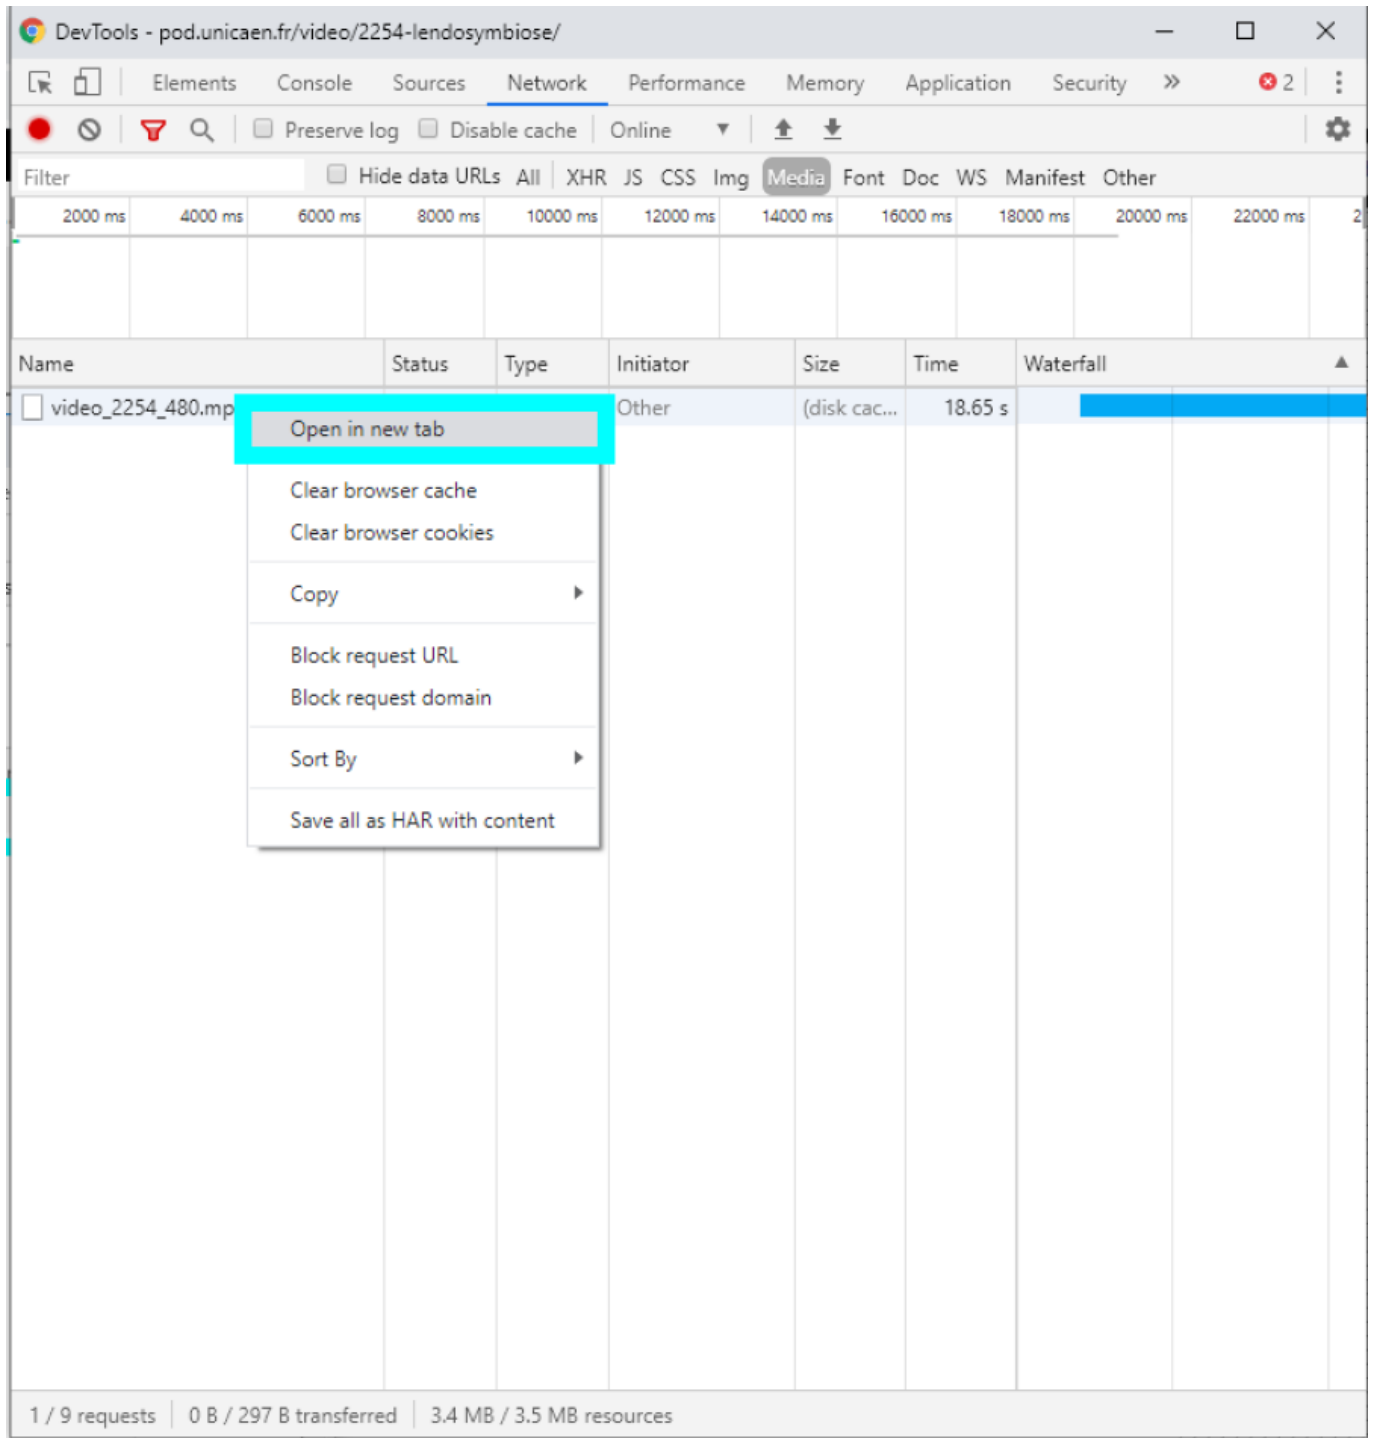 DevTools - pod.unicaen.fr/video/2254-lendosymbiose/
Elements Console Sources Network Performance Memory Application Security » 2
Preserve log Disable cache Online
Filter Hide data URLs All XHR JS CSS Img Media Font Doc WS Manifest Other
2000 ms 4000 ms 6000 ms 8000 ms 10000 ms 12000 ms 14000 ms 16000 ms 18000 ms 20000 ms 22000 ms 2
Name Status Type Initiator Size Time Waterfall
video_2254_480.mp Other (disk cac... 18.65 s
Open in new tab
Clear browser cache
Clear browser cookies
Copy
Block request URL
Block request domain
Sort By
Save all as HAR with content
1 / 9 requests 0 B / 297 B transferred 3.4 MB / 3.5 MB resources